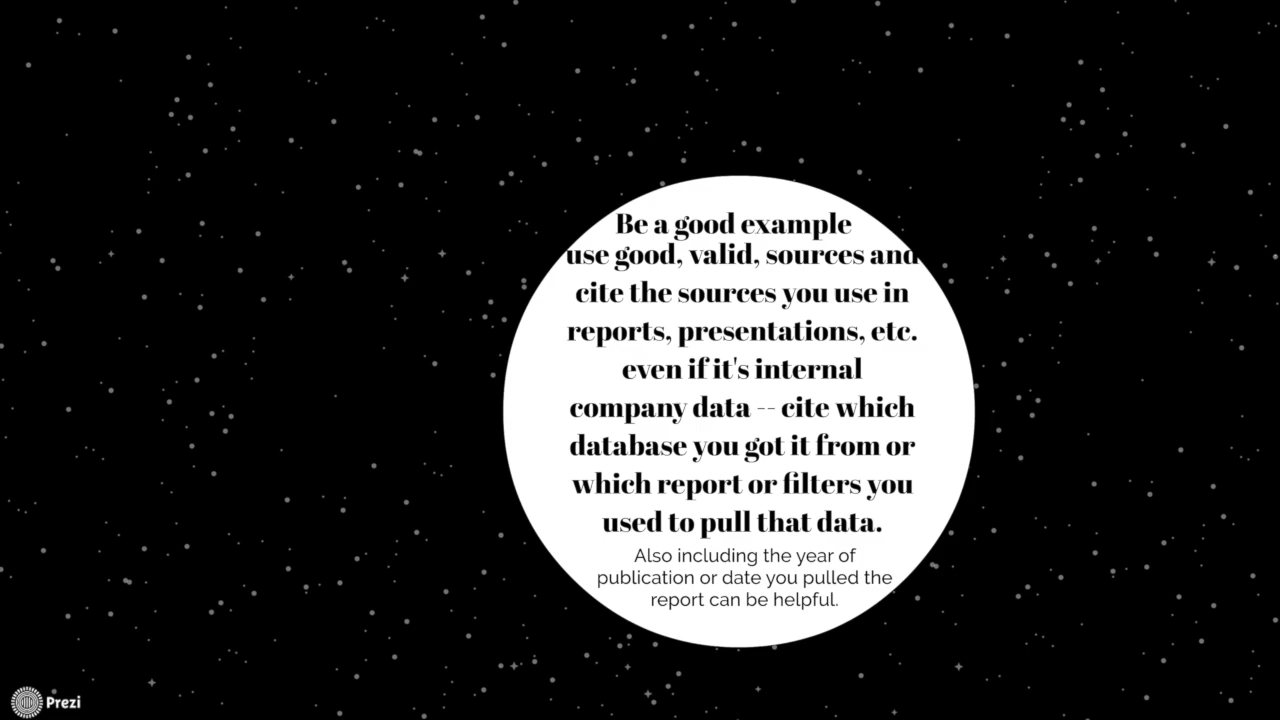 Be a good example
use good, valid, sources and
cite the sources you use in
reports, presentations, etc.
even if it's internal
company data -- cite which
database you got it from or
which report or filters you
used to pull that data.
Also including the year of
publication or date you pulled the
report can be helpful.
Prezi